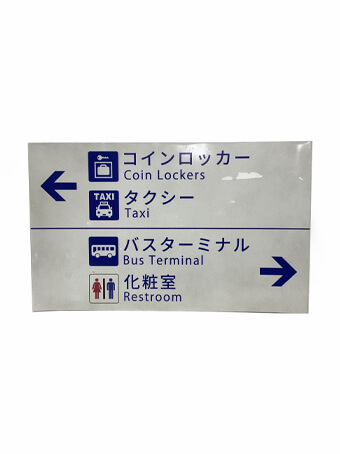 コインロッカー
Coin Lockers
TAXI
タクシー
Taxi
バスターミナル
Bus Terminal
化粧室
Restroom